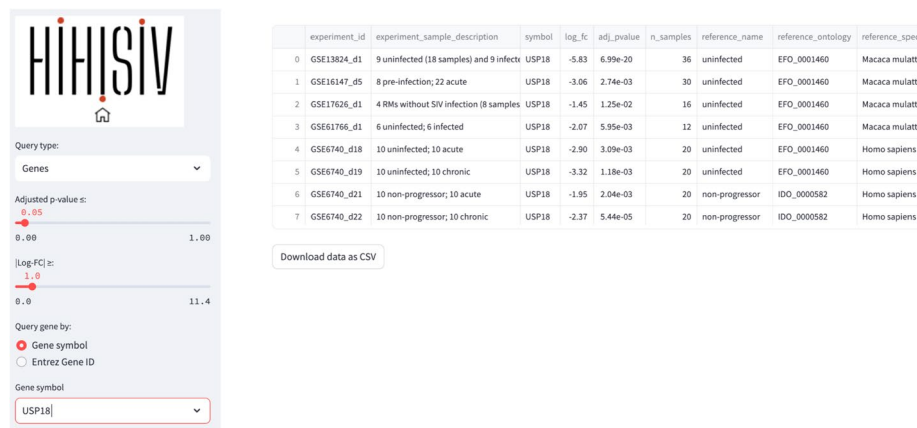 HIHISIV
Query type:
Genes
Adjusted p-value ≤:
0.05
0.00 1.00
|Log-FC| ≥:
1.0
0.0 11.4
Query gene by:
Gene symbol
Entrez Gene ID
Gene symbol
USP18
experiment_id experiment_sample_description symbol log_fc adj_pvalue n_samples reference_name reference_ontology reference_spec
0 GSE13824_d1 9 uninfected (18 samples) and 9 infecte USP18 -5.83 6.99e-20 36 uninfected EFO_0001460 Macaca mulatt
1 GSE16147_d5 8 pre-infection; 22 acute USP18 -3.06 2.74e-03 30 uninfected EFO_0001460 Macaca mulatt
2 GSE17626_d1 4 RMs without SIV infection (8 samples USP18 -1.45 1.25e-02 16 uninfected EFO_0001460 Macaca mulatt
3 GSE61766_d1 6 uninfected; 6 infected USP18 -2.07 5.95e-03 12 uninfected EFO_0001460 Macaca mulatt
4 GSE6740_d18 10 uninfected; 10 acute USP18 -2.90 3.09e-03 20 uninfected EFO_0001460 Homo sapiens
5 GSE6740_d19 10 uninfected; 10 chronic USP18 -3.32 1.18e-03 20 uninfected EFO_0001460 Homo sapiens
6 GSE6740_d21 10 non-progressor; 10 acute USP18 -1.95 2.04e-03 20 non-progressor IDO_0000582 Homo sapiens
7 GSE6740_d22 10 non-progressor; 10 chronic USP18 -2.37 5.44e-05 20 non-progressor IDO_0000582 Homo sapiens
Download data as CSV